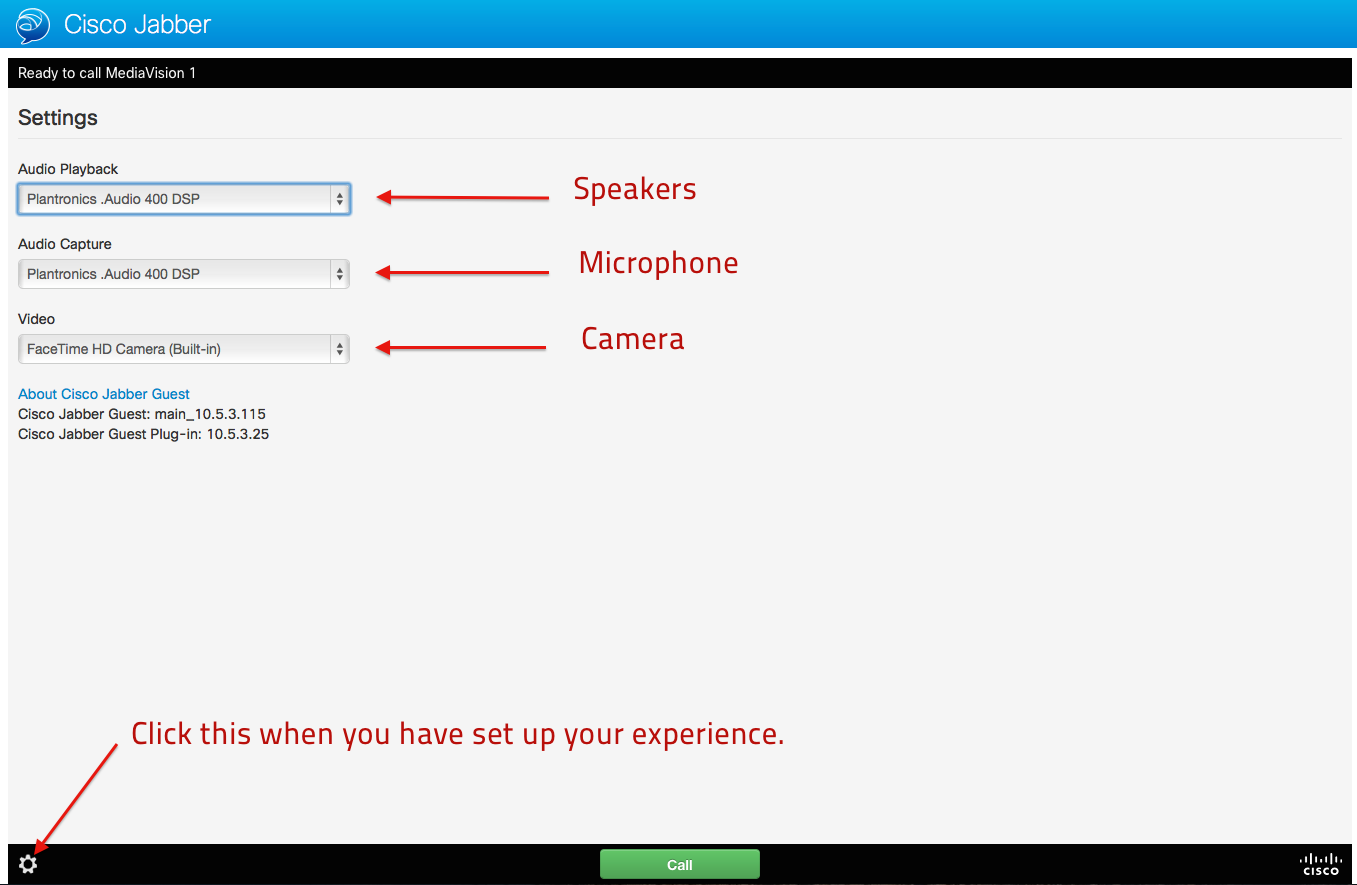 Cisco Jabber
Ready to call MediaVision 1
Settings
Audio Playback
Plantronics .Audio 400 DSP
Speakers
Audio Capture
Plantronics .Audio 400 DSP
Microphone
Video
FaceTime HD Camera (Built-in)
Camera
About Cisco Jabber Guest
Cisco Jabber Guest: main_10.5.3.115
Cisco Jabber Guest Plug-in: 10.5.3.25
Click this when you have set up your experience.
Call
CISCO